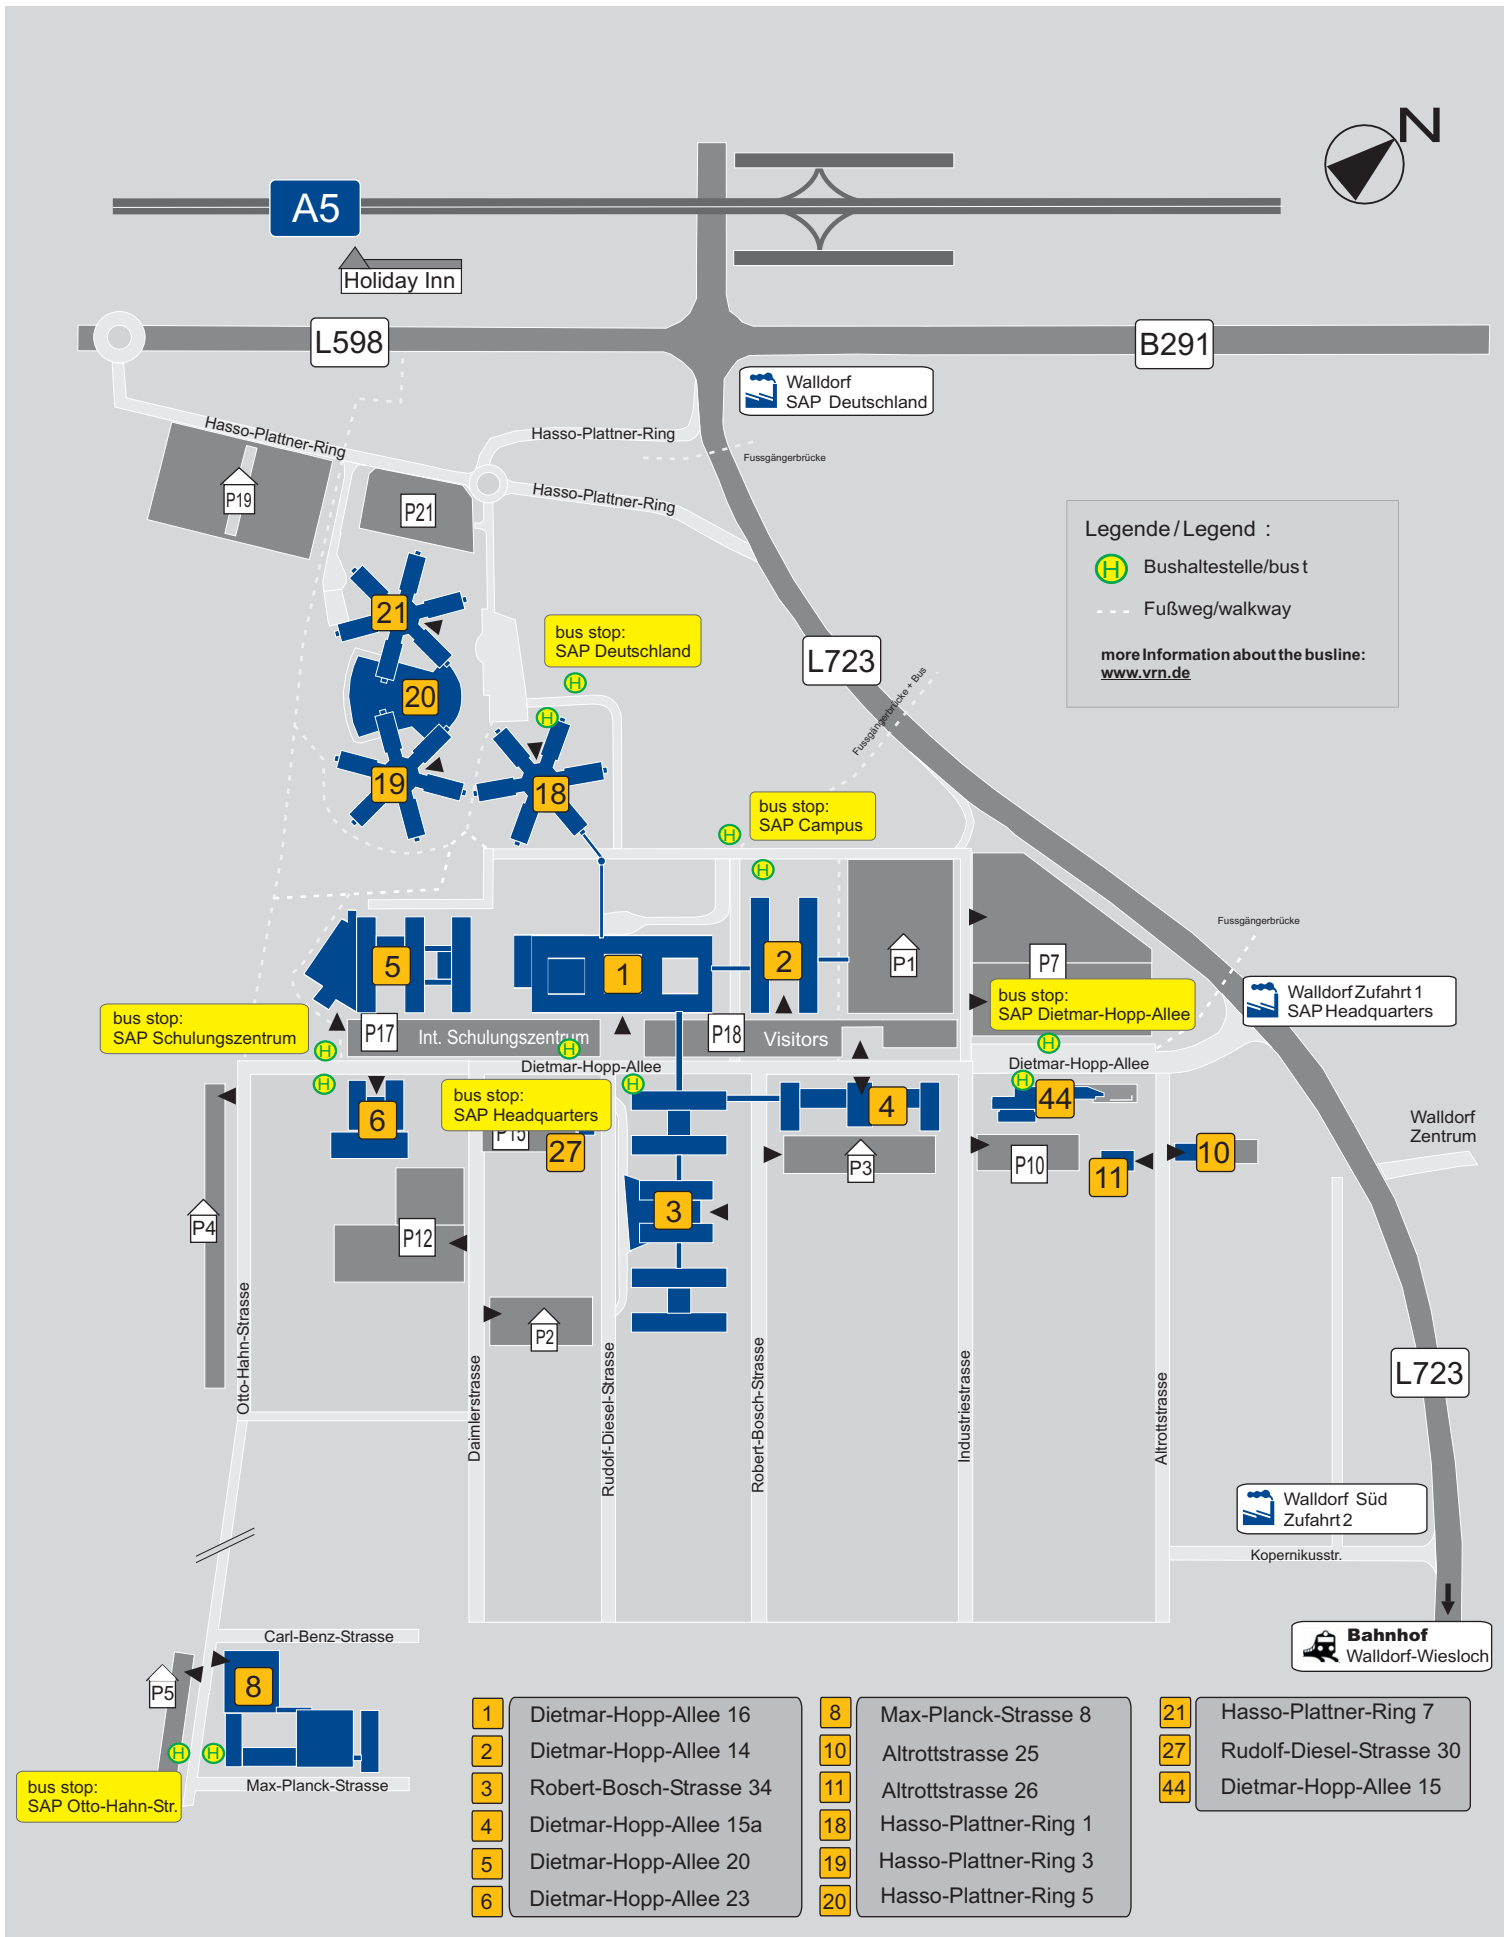 N
A5
Holiday Inn
L598
B291
Walldorf
SAP Deutschland
Hasso-Plattner-Ring
Hasso-Plattner-Ring
Fussgängerbrücke
Hasso-Plattner-Ring
P19
P21
Legende/Legend :
H Bushaltestelle/bus t
Fußweg/walkway
more Information about the busline:
www.vrn.de
21
bus stop:
SAP Deutschland
H
L723
20
H
Fussgängerbrücke + Bus
19
18
bus stop:
SAP Campus
H
H
Fussgängerbrücke
5
1
2
P1
P7
bus stop:
SAP Dietmar-Hopp-Allee
Walldorf Zufahrt 1
SAP Headquarters
bus stop:
SAP Schulungszentrum
P17
Int. Schulungszentrum
P18
Visitors
H
H
H
Dietmar-Hopp-Allee
Dietmar-Hopp-Allee
H
H
H
bus stop:
SAP Headquarters
6
4
44
P15
27
P3
P10
11
10
Walldorf
Zentrum
P4
P12
3
P2
Otto-Hahn-Strasse
Daimlerstrasse
Rudolf-Diesel-Strasse
Robert-Bosch-Strasse
Industriestrasse
Altrottstrasse
L723
Walldorf Süd
Zufahrt 2
Kopernikusstr.
Carl-Benz-Strasse
Bahnhof
Walldorf-Wiesloch
P5
8
H
H
Max-Planck-Strasse
bus stop:
SAP Otto-Hahn-Str.
1 Dietmar-Hopp-Allee 16
2 Dietmar-Hopp-Allee 14
3 Robert-Bosch-Strasse 34
4 Dietmar-Hopp-Allee 15a
5 Dietmar-Hopp-Allee 20
6 Dietmar-Hopp-Allee 23
8 Max-Planck-Strasse 8
10 Altrottstrasse 25
11 Altrottstrasse 26
18 Hasso-Plattner-Ring 1
19 Hasso-Plattner-Ring 3
20 Hasso-Plattner-Ring 5
21 Hasso-Plattner-Ring 7
27 Rudolf-Diesel-Strasse 30
44 Dietmar-Hopp-Allee 15